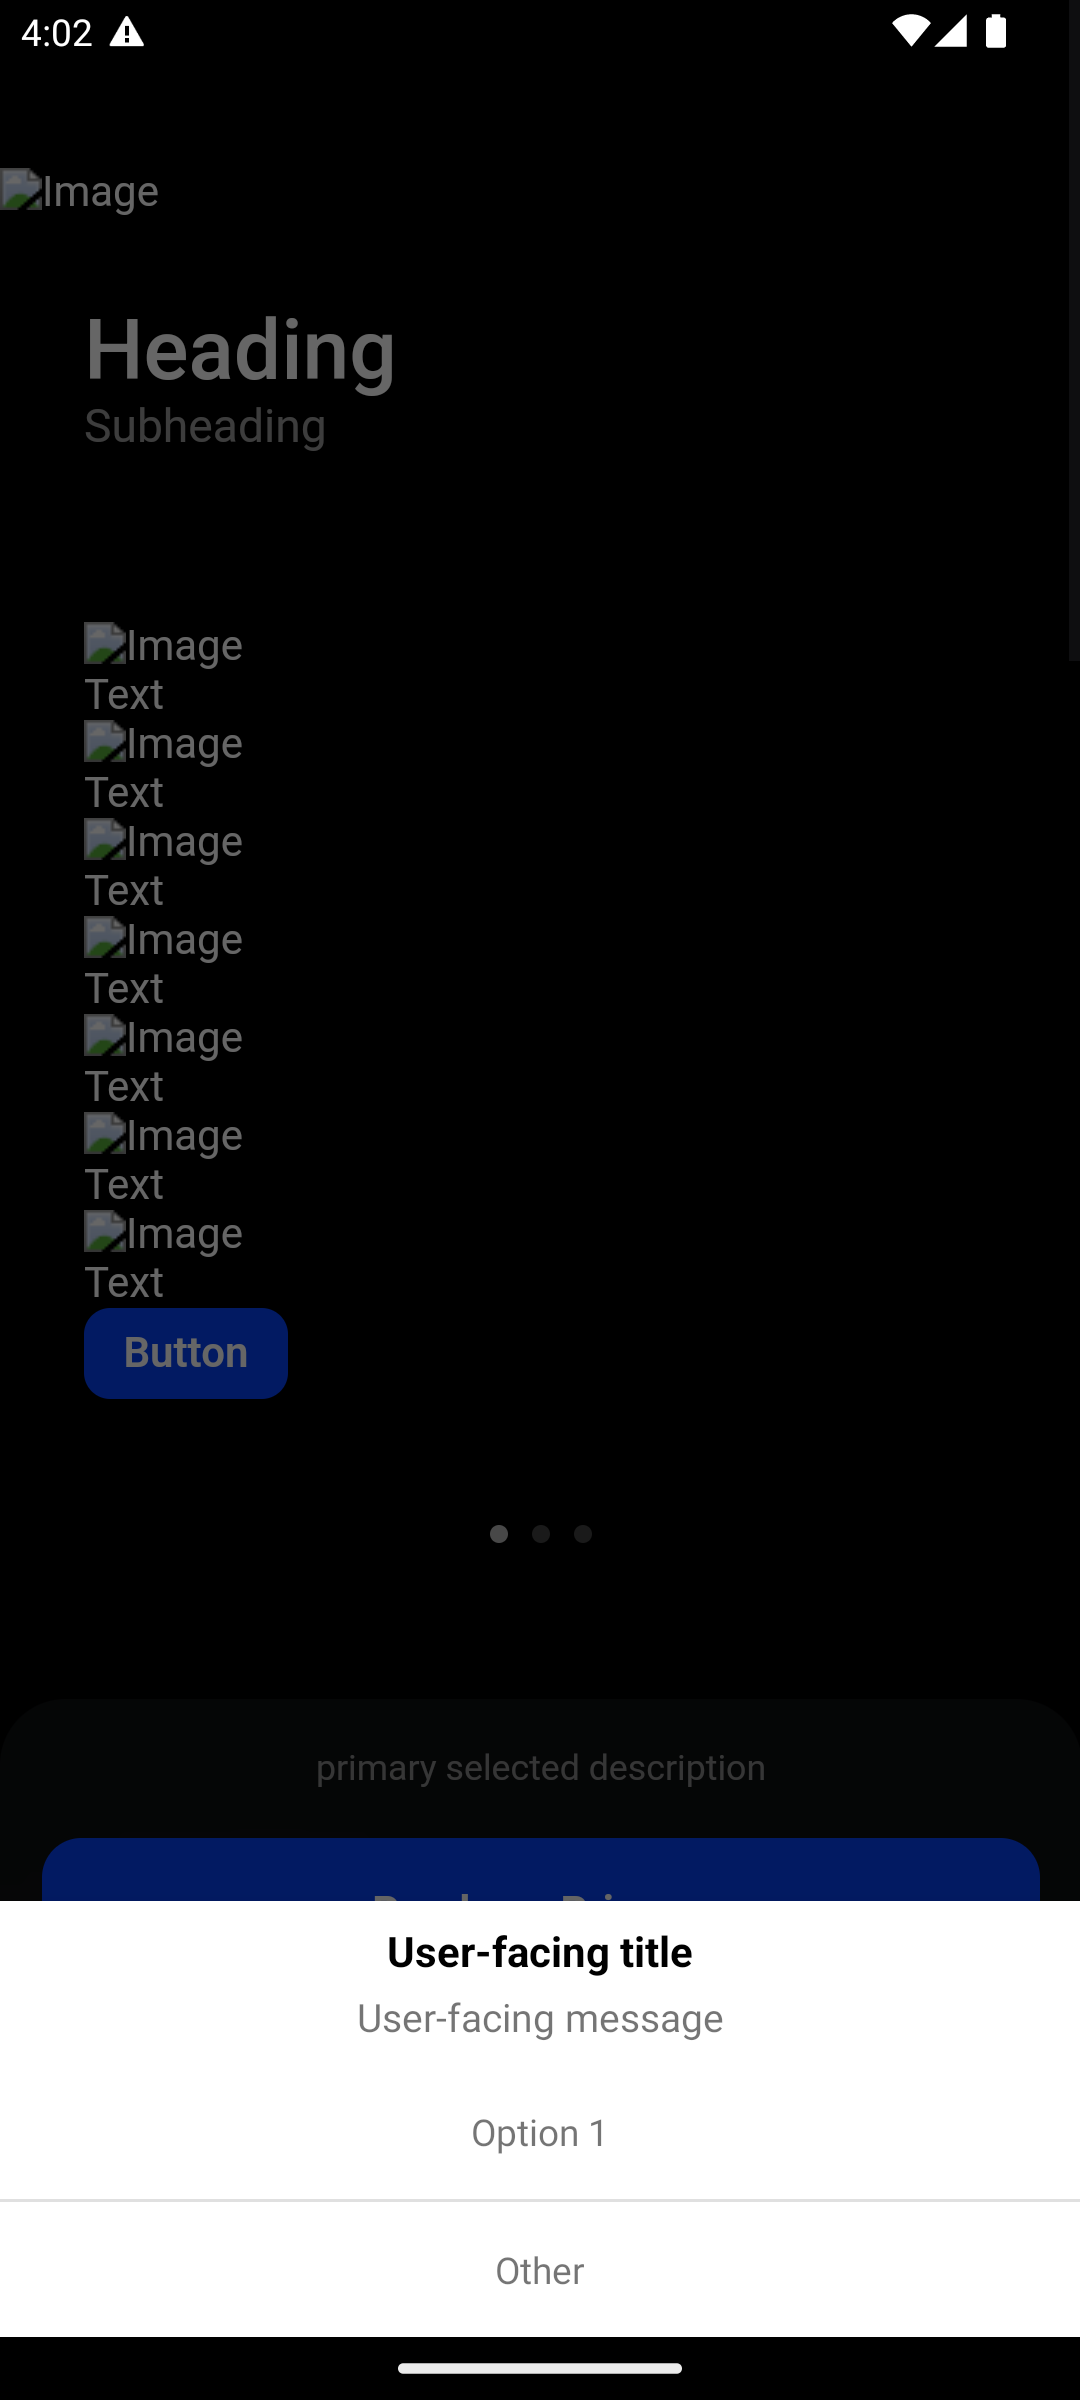 4:02
Image
Heading
Subheading
Image
Text
Image
Text
Image
Text
Image
Text
Image
Text
Image
Text
Image
Text
Button
primary selected description
User-facing title
User-facing message
Option 1
Other